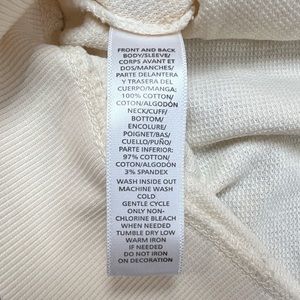 FRONT AND BACK
BODY/SLEEVE/
CORPS AVANT ET
DOS/MANCHES/
PARTE DELANTERA
Y TRASERA DEL
CUERPO/MANGA:
100% COTTON/
COTON/ALGODÓN
NECK/CUFF/
BOTTOM/
ENCOLURE/
POIGNET/BAS/
CUELLO/PUÑO/
PARTE INFERIOR:
97% COTTON/
COTON/ALGODÓN
3% SPANDEX
WASH INSIDE OUT
MACHINE WASH
COLD
GENTLE CYCLE
ONLY NON-
CHLORINE BLEACH
WHEN NEEDED
TUMBLE DRY LOW
WARM IRON
IF NEEDED
DO NOT IRON
ON DECORATION